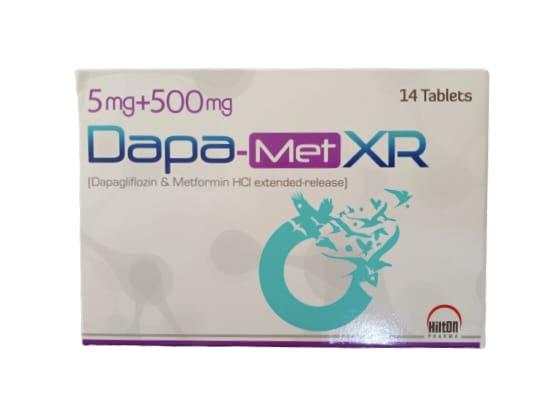 5mg+500mg
14 Tablets
Dapa-Met XR
[Dapagliflozin & Metformin HCl extended-release]
Hilton
PHARMA